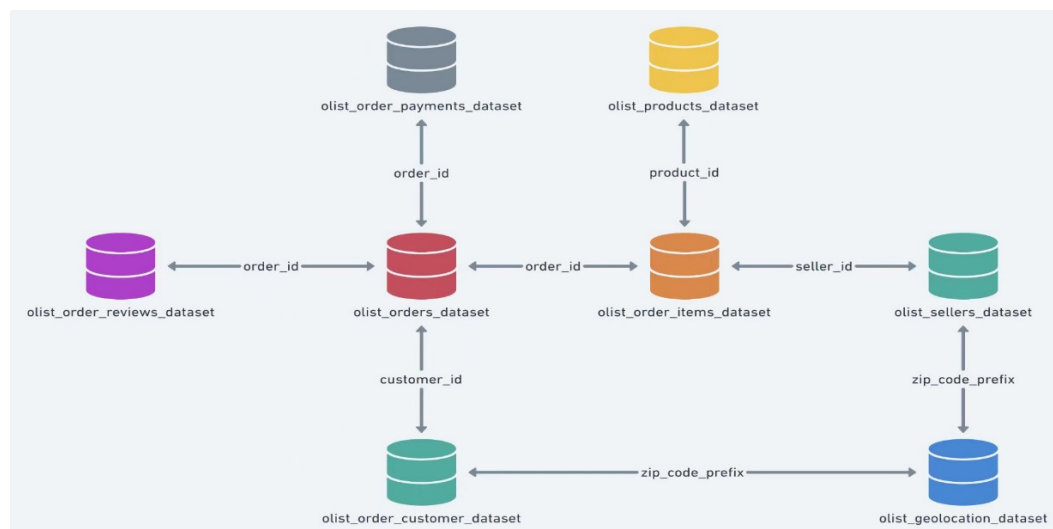 olist_order_payments_dataset
olist_products_dataset
order_id
product_id
order_id
order_id
seller_id
olist_order_reviews_dataset
olist_orders_dataset
olist_order_items_dataset
olist_sellers_dataset
customer_id
zip_code_prefix
zip_code_prefix
olist_order_customer_dataset
olist_geolocation_dataset